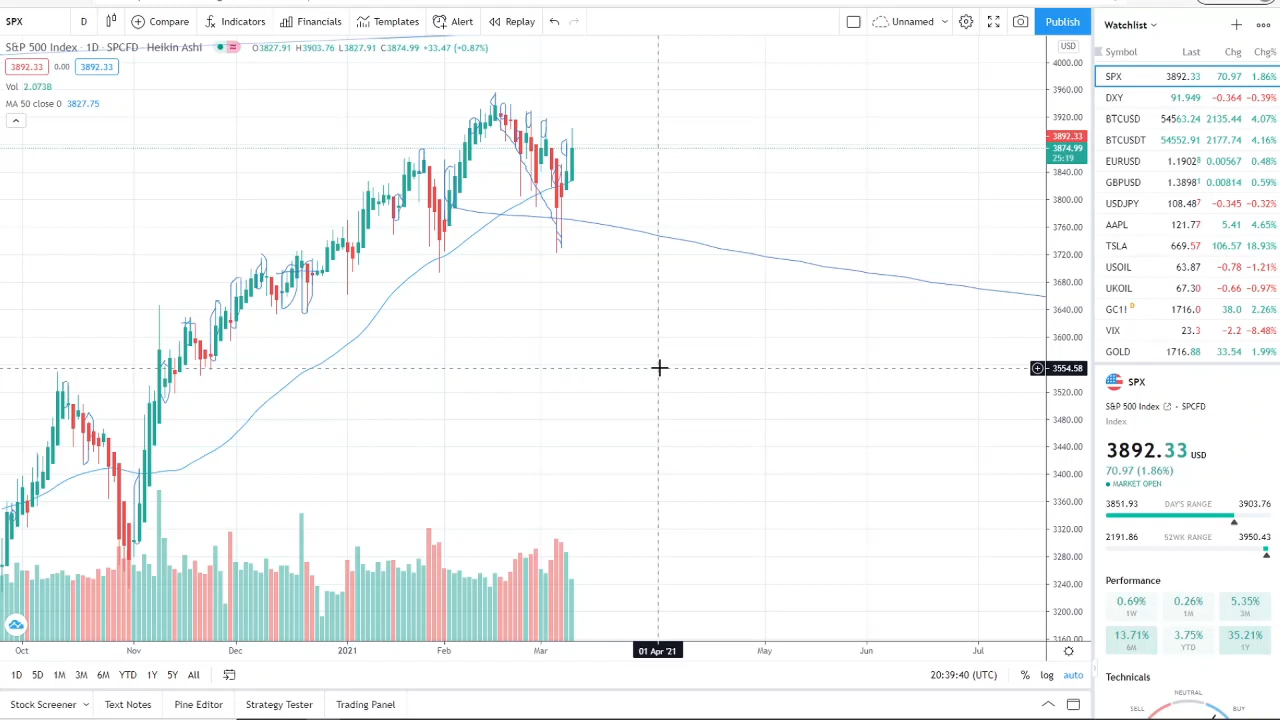 SPX D Compare Indicators Financials Templates Alert Replay Unnamed Publish
S&P 500 Index · 1D · SPCFD · Heikin Ashi O3827.91 H3903.76 L3827.91 C3874.99 +33.47 (+0.87%)
3892.33 0.00 3892.33
Vol 2.073B
MA 50 close 0 3827.75
USD
4000.00
3960.00
3920.00
3892.33
3874.99
25:19
3840.00
3800.00
3760.00
3720.00
3680.00
3640.00
3600.00
3554.58
3520.00
3480.00
3440.00
3400.00
3360.00
3320.00
3280.00
3240.00
3200.00
3160.00
Oct Nov Dec 2021 Feb Mar 01 Apr '21 May Jun Jul
1D 5D 1M 3M 6M YTD 1Y 5Y All 20:39:40 (UTC) % log auto
Stock Screener Text Notes Pine Editor Strategy Tester Trading Panel
Watchlist
Symbol Last Chg Chg%
SPX 3892.33 70.97 1.86%
DXY 91.949 −0.364 −0.39%
BTCUSD 54563.24 2135.44 4.07%
BTCUSDT 54552.91 2177.74 4.16%
EURUSD 1.19028 0.00567 0.48%
GBPUSD 1.38981 0.00814 0.59%
USDJPY 108.487 −0.345 −0.32%
AAPL 121.77 5.41 4.65%
TSLA 669.57 106.57 18.93%
USOIL 63.87 −0.78 −1.21%
UKOIL 67.30 −0.66 −0.97%
GC1! D 1716.0 38.0 2.26%
VIX 23.3 −2.2 −8.48%
GOLD 1716.88 33.54 1.99%
SPX
S&P 500 Index · SPCFD
Index
3892.33 USD
70.97 (1.86%)
MARKET OPEN
3851.93 DAY'S RANGE 3903.76
2191.86 52WK RANGE 3950.43
Performance
0.69% 0.26% 5.35%
1W 1M 3M
13.71% 3.75% 35.21%
6M YTD 1Y
Technicals
NEUTRAL
SELL BUY